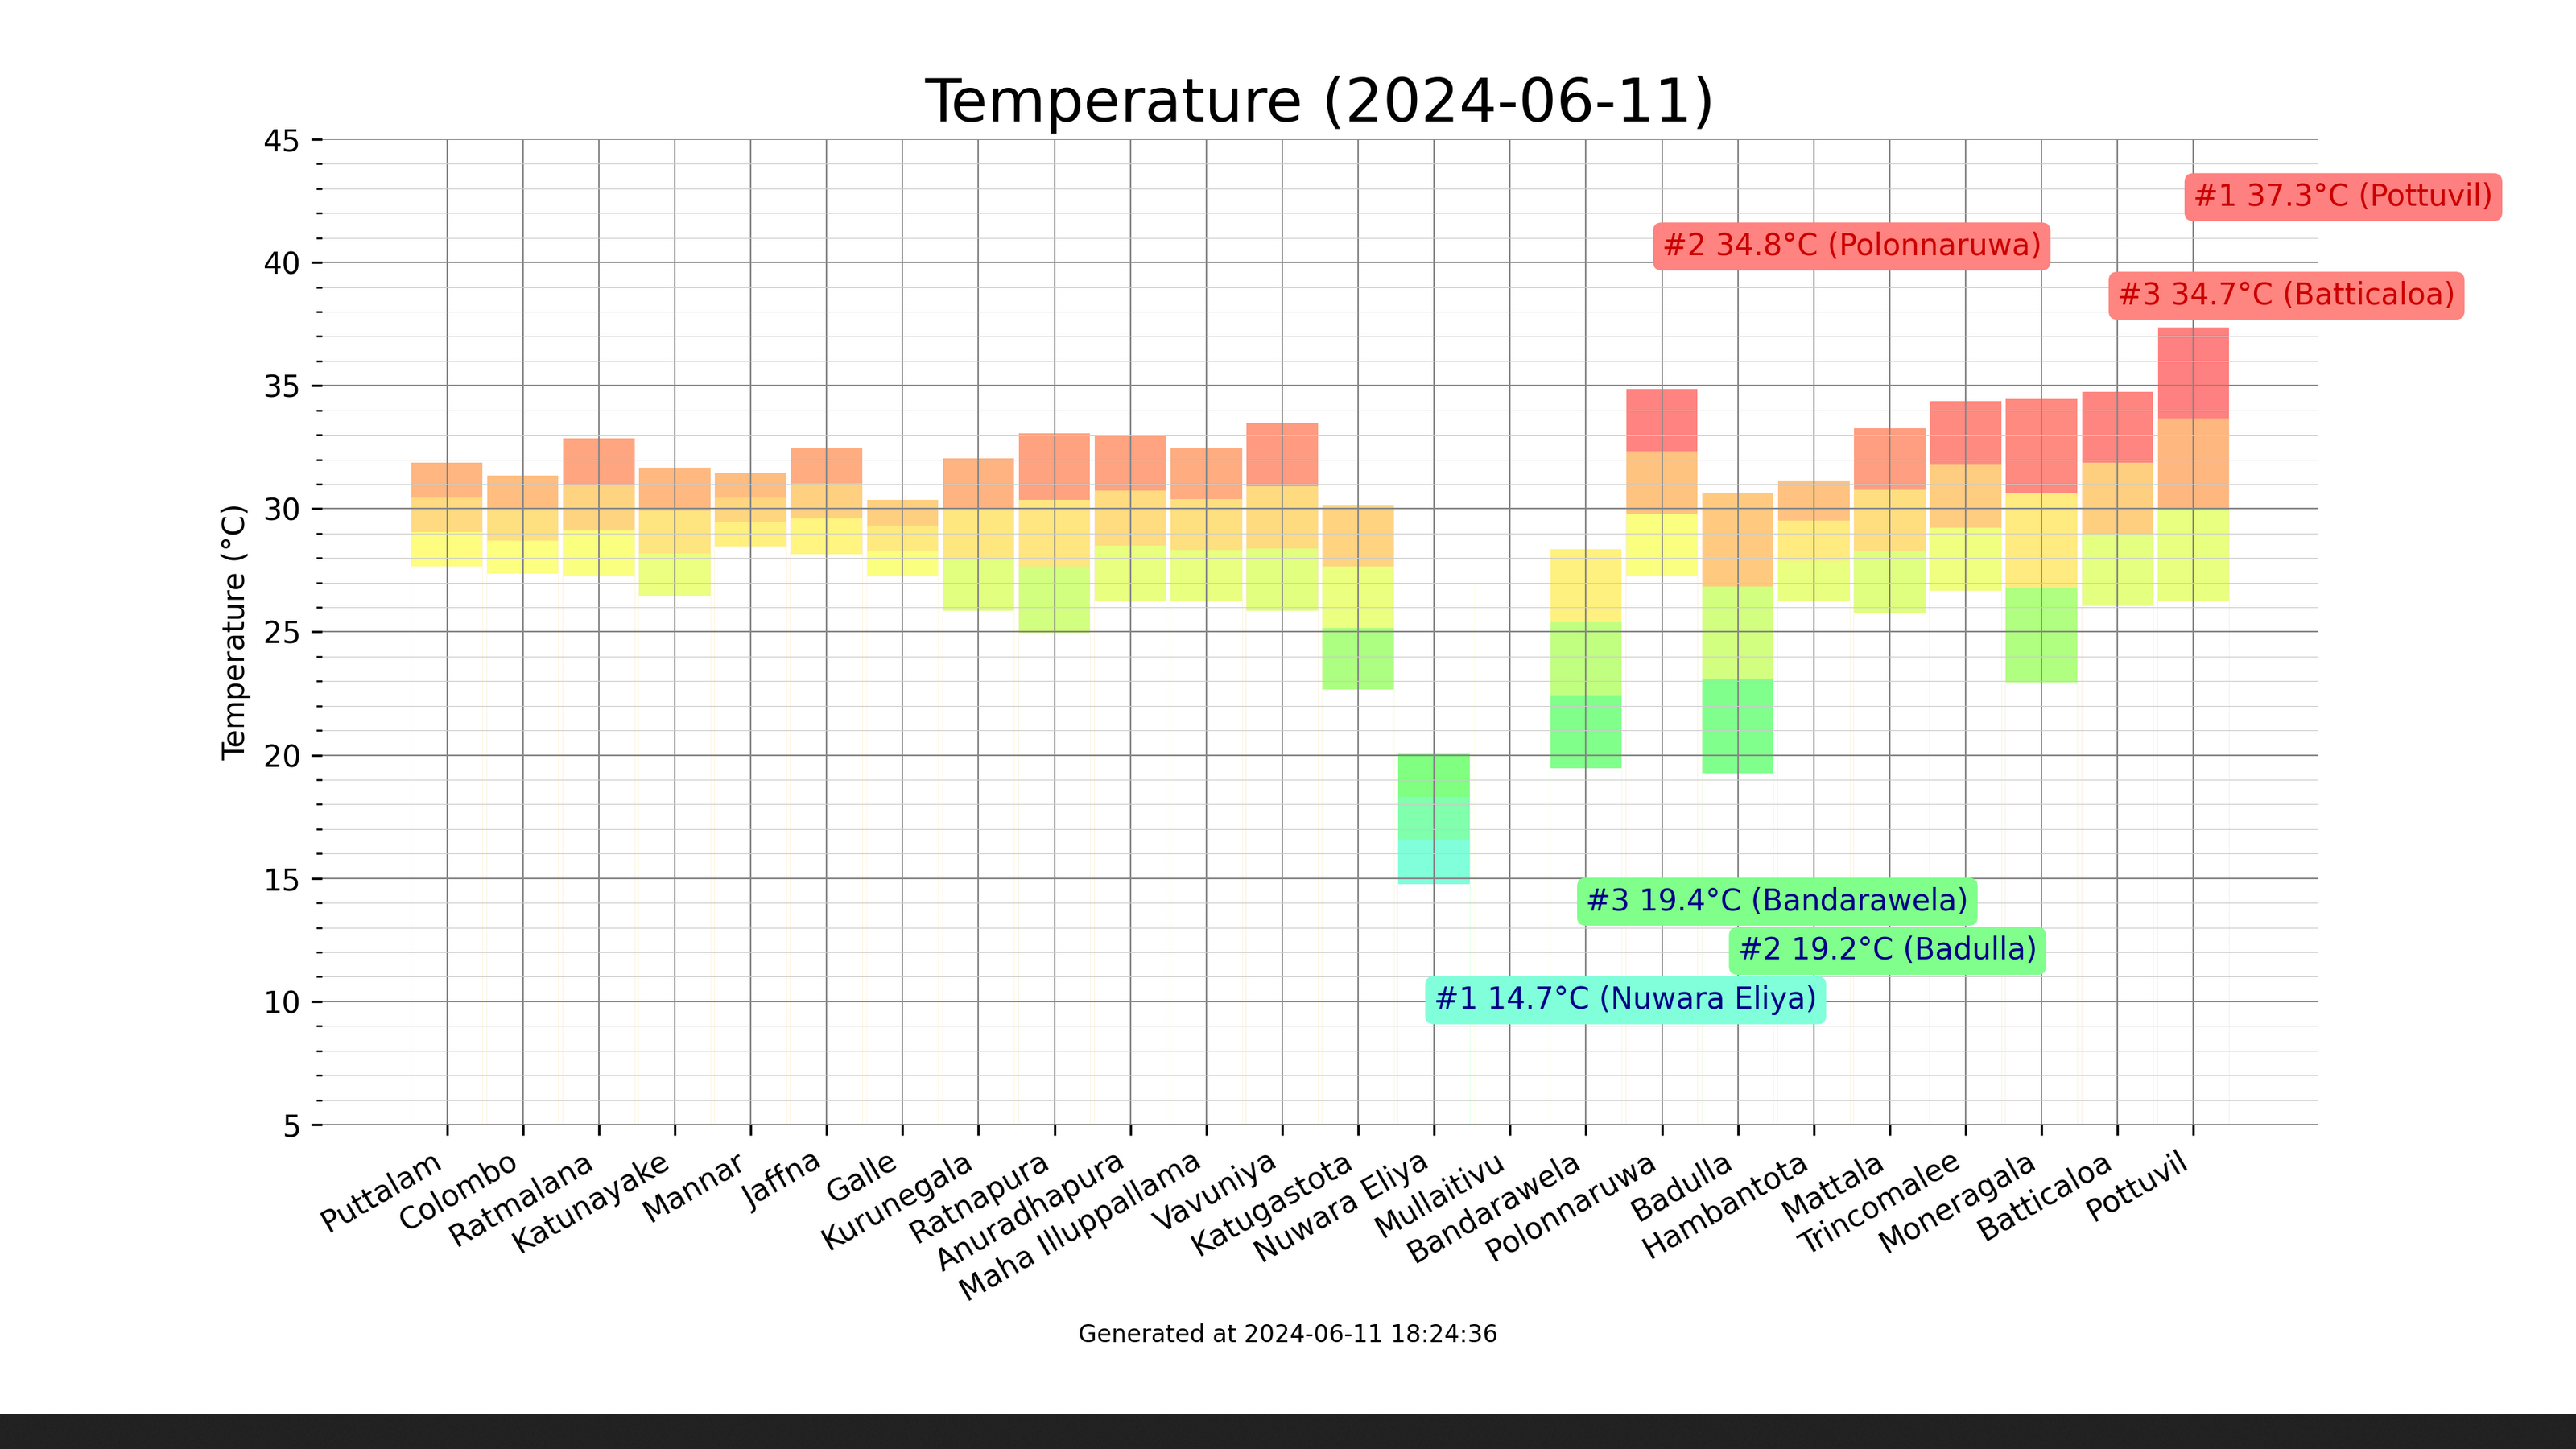 Temperature (2024-06-11)
45
40
35
30
25
20
15
10
5
Temperature (°C)
#1 37.3°C (Pottuvil)
#2 34.8°C (Polonnaruwa)
#3 34.7°C (Batticaloa)
#3 19.4°C (Bandarawela)
#2 19.2°C (Badulla)
#1 14.7°C (Nuwara Eliya)
Puttalam
Colombo
Ratmalana
Katunayake
Mannar
Jaffna
Galle
Kurunegala
Ratnapura
Anuradhapura
Maha Illuppallama
Vavuniya
Katugastota
Nuwara Eliya
Mullaitivu
Bandarawela
Polonnaruwa
Badulla
Hambantota
Mattala
Trincomalee
Moneragala
Batticaloa
Pottuvil
Generated at 2024-06-11 18:24:36